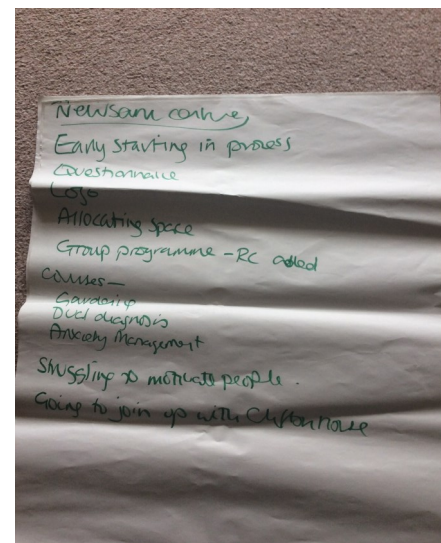 Newsam centre
Early starting in process
Questionnaire
Logo
Allocating space
Group programme - RC added
Courses -
Gardening
Dual diagnosis
Anxiety Management
Struggling to motivate people.
Going to join up with Clifton House